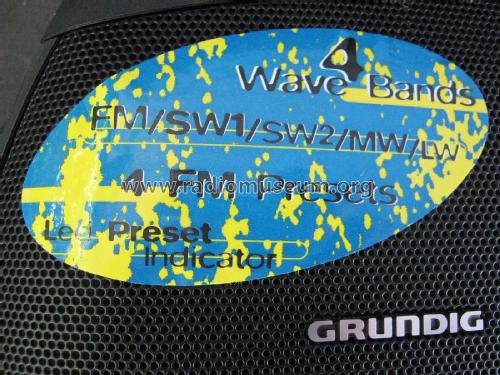 4
Wave Bands
FM/SW1/SW2/MW/LW
4 FM Presets
www.radiomuseum.org
Led Preset
Indicator
GRUNDIG